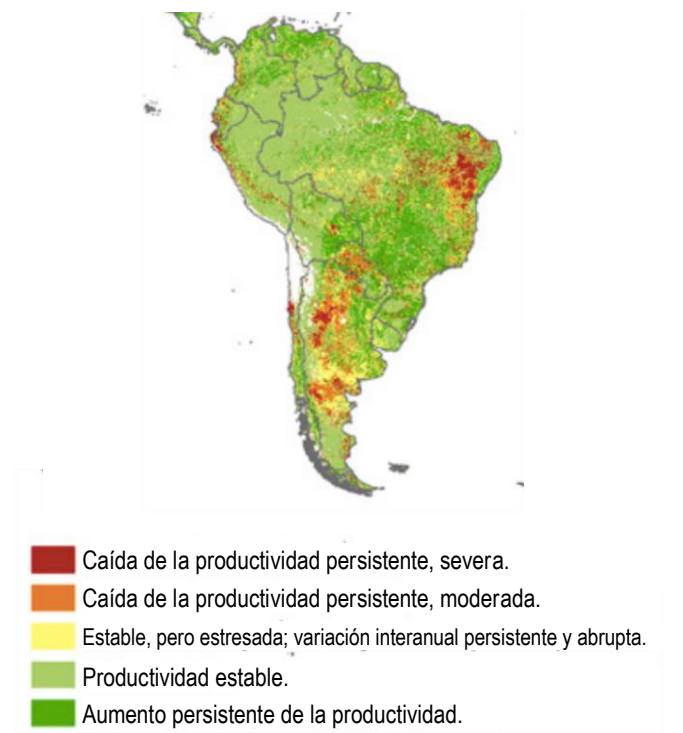 Caída de la productividad persistente, severa.
Caída de la productividad persistente, moderada.
Estable, pero estresada; variación interanual persistente y abrupta.
Productividad estable.
Aumento persistente de la productividad.